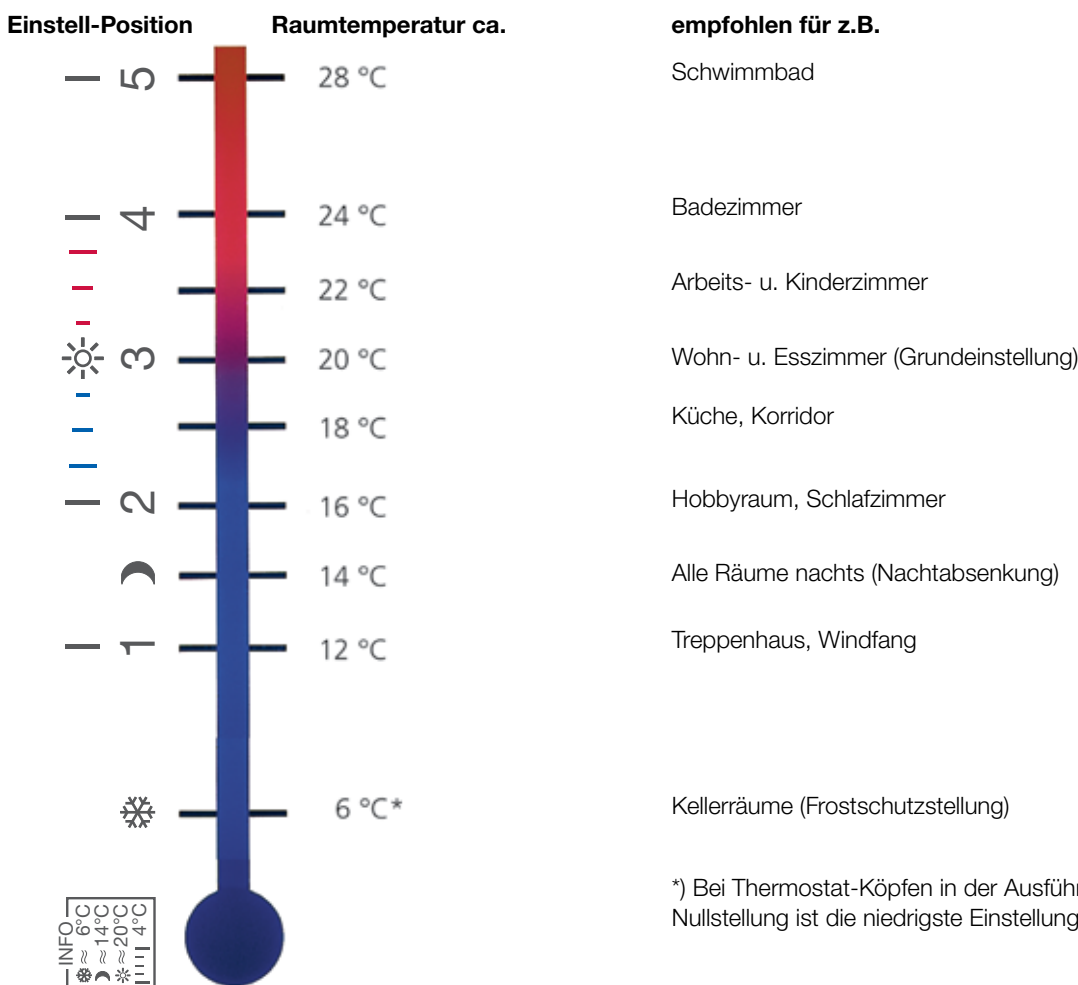 Einstell-Position Raumtemperatur ca. empfohlen für z.B.
5 28 °C Schwimmbad
4 24 °C Badezimmer
22 °C Arbeits- u. Kinderzimmer
3 20 °C Wohn- u. Esszimmer (Grundeinstellung)
18 °C Küche, Korridor
2 16 °C Hobbyraum, Schlafzimmer
14 °C Alle Räume nachts (Nachtabsenkung)
1 12 °C Treppenhaus, Windfang
6 °C* Kellerräume (Frostschutzstellung)
*) Bei Thermostat-Köpfen in der Ausführ
Nullstellung ist die niedrigste Einstellung
INFO
≈ 6°C
≈ 14°C
≈ 20°C
4°C